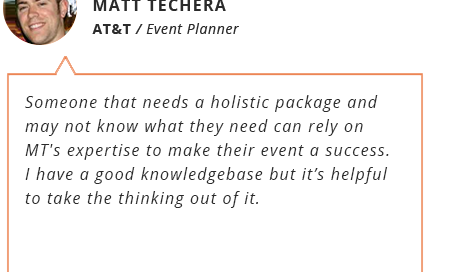 MATT TECHERA
AT&T / Event Planner
Someone that needs a holistic package and
may not know what they need can rely on
MT's expertise to make their event a success.
I have a good knowledgebase but it’s helpful
to take the thinking out of it.